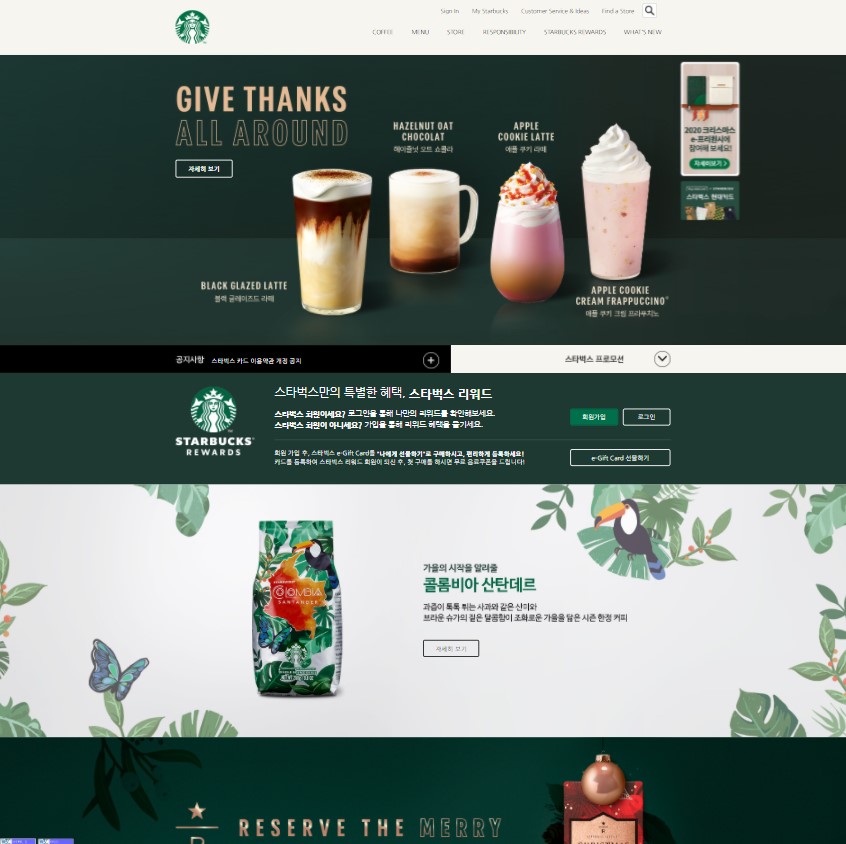 Sign In
My Starbucks
Customer Service & Ideas
Find a Store
COFFEE
MENU
STORE
RESPONSIBILITY
STARBUCKS REWARDS
WHAT'S NEW
GIVE THANKS
ALL AROUND
자세히 보기
HAZELNUT OAT
CHOCOLAT
헤이즐넛 오트 쇼콜라
APPLE
COOKIE LATTE
애플 쿠키 라떼
BLACK GLAZED LATTE
블랙 글레이즈드 라떼
APPLE COOKIE
CREAM FRAPPUCCINO
애플 쿠키 크림 프라푸치노
2020 크리스마스
e-프리퀀시에
참여해 보세요!
자세히보기
스타벅스 현대카드
공지사항
스타벅스 카드 이용약관 개정 공지
스타벅스 프로모션
STARBUCKS
REWARDS
스타벅스만의 특별한 혜택, 스타벅스 리워드
스타벅스 회원이세요? 로그인을 통해 나만의 리워드를 확인해보세요.
스타벅스 회원이 아니세요? 가입을 통해 리워드 혜택을 즐기세요.
회원가입
로그인
회원 가입 후, 스타벅스 e-Gift Card를 "나에게 선물하기"로 구매하시고, 편리하게 등록하세요!
카드를 등록하여 스타벅스 리워드 회원이 되신 후, 첫 구매를 하시면 무료 음료쿠폰을 드립니다!
e-Gift Card 선물하기
COLOMBIA
SANTANDER
가을의 시작을 알려줄
콜롬비아 산탄데르
과즙이 톡톡 튀는 사과와 같은 산미와
브라운 슈가의 짙은 달콤함이 조화로운 가을을 담은 시즌 한정 커피
자세히 보기
RESERVE THE MERRY